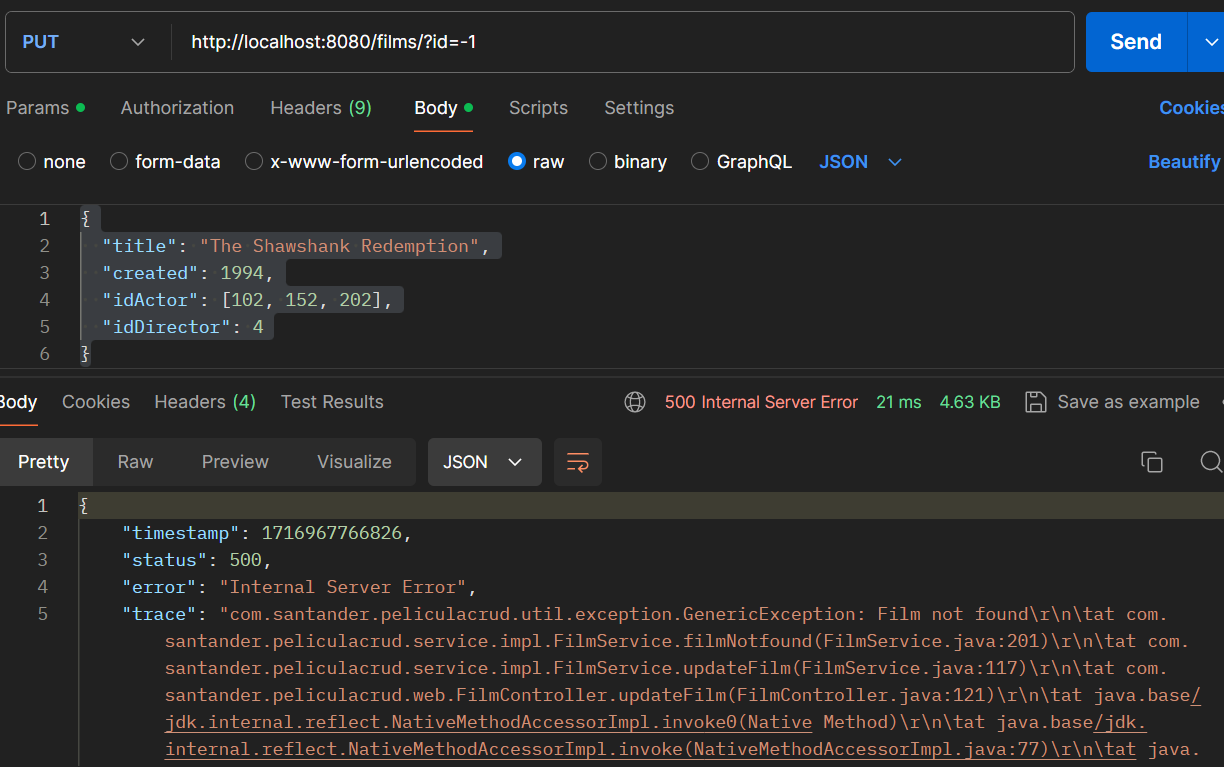 PUT http://localhost:8080/films/?id=-1 Send
Params Authorization Headers (9) Body Scripts Settings Cookies
none form-data x-www-form-urlencoded raw binary GraphQL JSON Beautify
1 {
2 "title": "The Shawshank Redemption",
3 "created": 1994,
4 "idActor": [102, 152, 202],
5 "idDirector": 4
6 }
Body Cookies Headers (4) Test Results 500 Internal Server Error 21 ms 4.63 KB Save as example
Pretty Raw Preview Visualize JSON
1 {
2 "timestamp": 1716967766826,
3 "status": 500,
4 "error": "Internal Server Error",
5 "trace": "com.santander.peliculacrud.util.exception.GenericException: Film not found\r\n\tat com.
santander.peliculacrud.service.impl.FilmService.filmNotfound(FilmService.java:201)\r\n\tat com.
santander.peliculacrud.service.impl.FilmService.updateFilm(FilmService.java:117)\r\n\tat com.
santander.peliculacrud.web.FilmController.updateFilm(FilmController.java:121)\r\n\tat java.base/
jdk.internal.reflect.NativeMethodAccessorImpl.invoke0(Native Method)\r\n\tat java.base/jdk.
internal.reflect.NativeMethodAccessorImpl.invoke(NativeMethodAccessorImpl.java:77)\r\n\tat java.